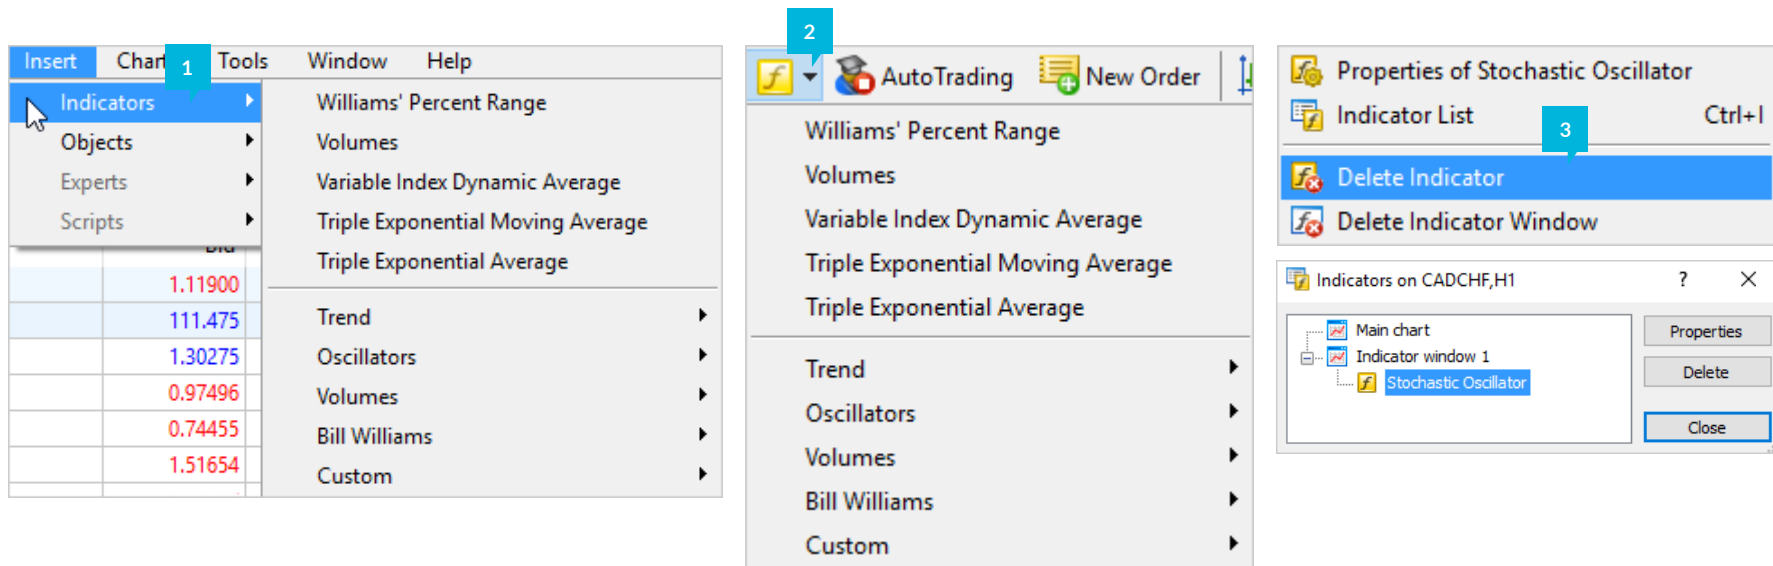 Insert Chart Tools Window Help
1
Indicators
Objects
Experts
Scripts
Williams' Percent Range
Volumes
Variable Index Dynamic Average
Triple Exponential Moving Average
Triple Exponential Average
Trend
Oscillators
Volumes
Bill Williams
Custom
Bid
1.11900
111.475
1.30275
0.97496
0.74455
1.51654
2
AutoTrading New Order
Williams' Percent Range
Volumes
Variable Index Dynamic Average
Triple Exponential Moving Average
Triple Exponential Average
Trend
Oscillators
Volumes
Bill Williams
Custom
Properties of Stochastic Oscillator
Indicator List Ctrl+I
3
Delete Indicator
Delete Indicator Window
Indicators on CADCHF,H1 ?
Main chart
Indicator window 1
Stochastic Oscillator
Properties
Delete
Close